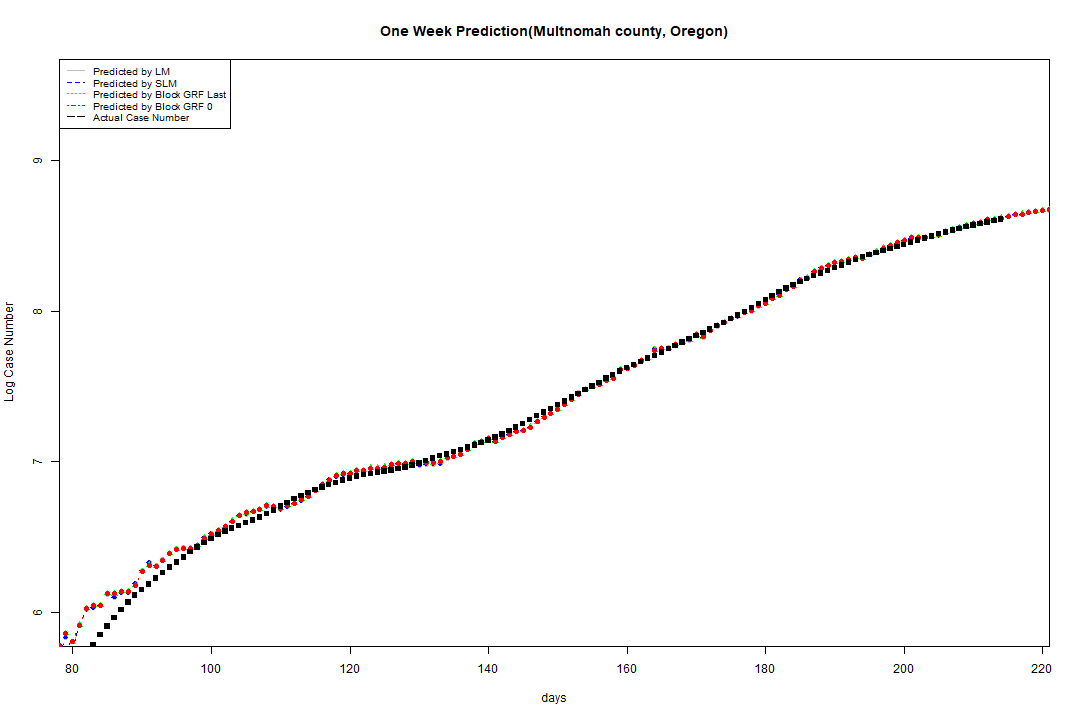 One Week Prediction(Multnomah county, Oregon)
Predicted by LM
Predicted by SLM
Predicted by Block GRF Last
Predicted by Block GRF 0
Actual Case Number
9
8
7
6
Log Case Number
80 100 120 140 160 180 200 220
days